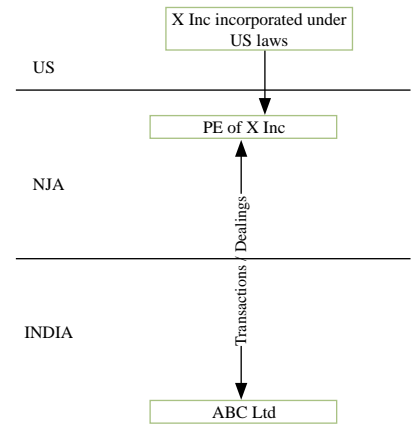 X Inc incorporated under
US laws
US
PE of X Inc
NJA
Transactions / Dealings
INDIA
ABC Ltd